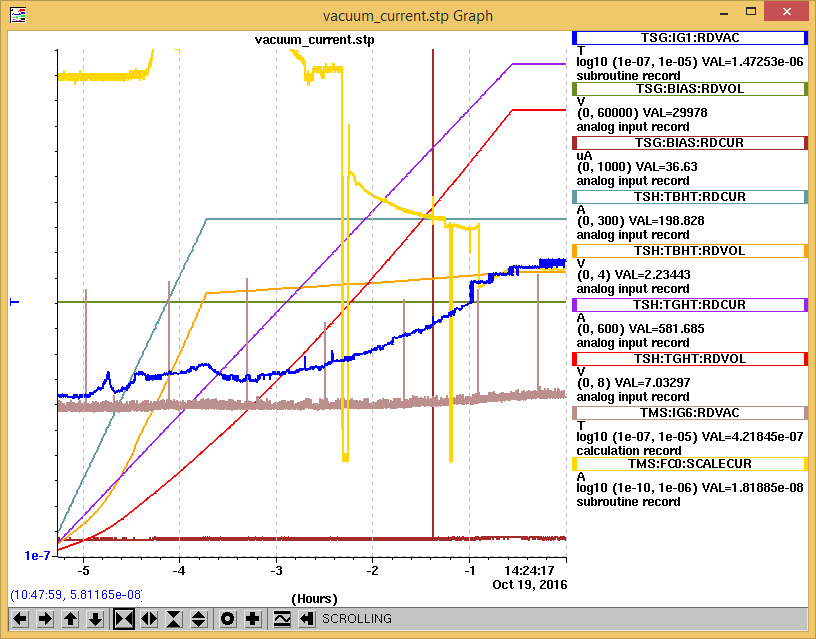 vacuum_current.stp Graph
vacuum_current.stp
T
1e-7
-5 -4 -3 -2 -1 14:24:17
Oct 19, 2016
(Hours)
(10:47:59, 5.81165e-08)
TSG:IG1:RDVAC
T
log10 (1e-07, 1e-05) VAL=1.47253e-06
subroutine record
TSG:BIAS:RDVOL
V
(0, 60000) VAL=29978
analog input record
TSG:BIAS:RDCUR
uA
(0, 1000) VAL=36.63
analog input record
TSH:TBHT:RDCUR
A
(0, 300) VAL=198.828
analog input record
TSH:TBHT:RDVOL
V
(0, 4) VAL=2.23443
analog input record
TSH:TGHT:RDCUR
A
(0, 600) VAL=581.685
analog input record
TSH:TGHT:RDVOL
V
(0, 8) VAL=7.03297
analog input record
TMS:IG6:RDVAC
T
log10 (1e-07, 1e-05) VAL=4.21845e-07
calculation record
TMS:FC0:SCALECUR
A
log10 (1e-10, 1e-06) VAL=1.81885e-08
subroutine record
SCROLLING